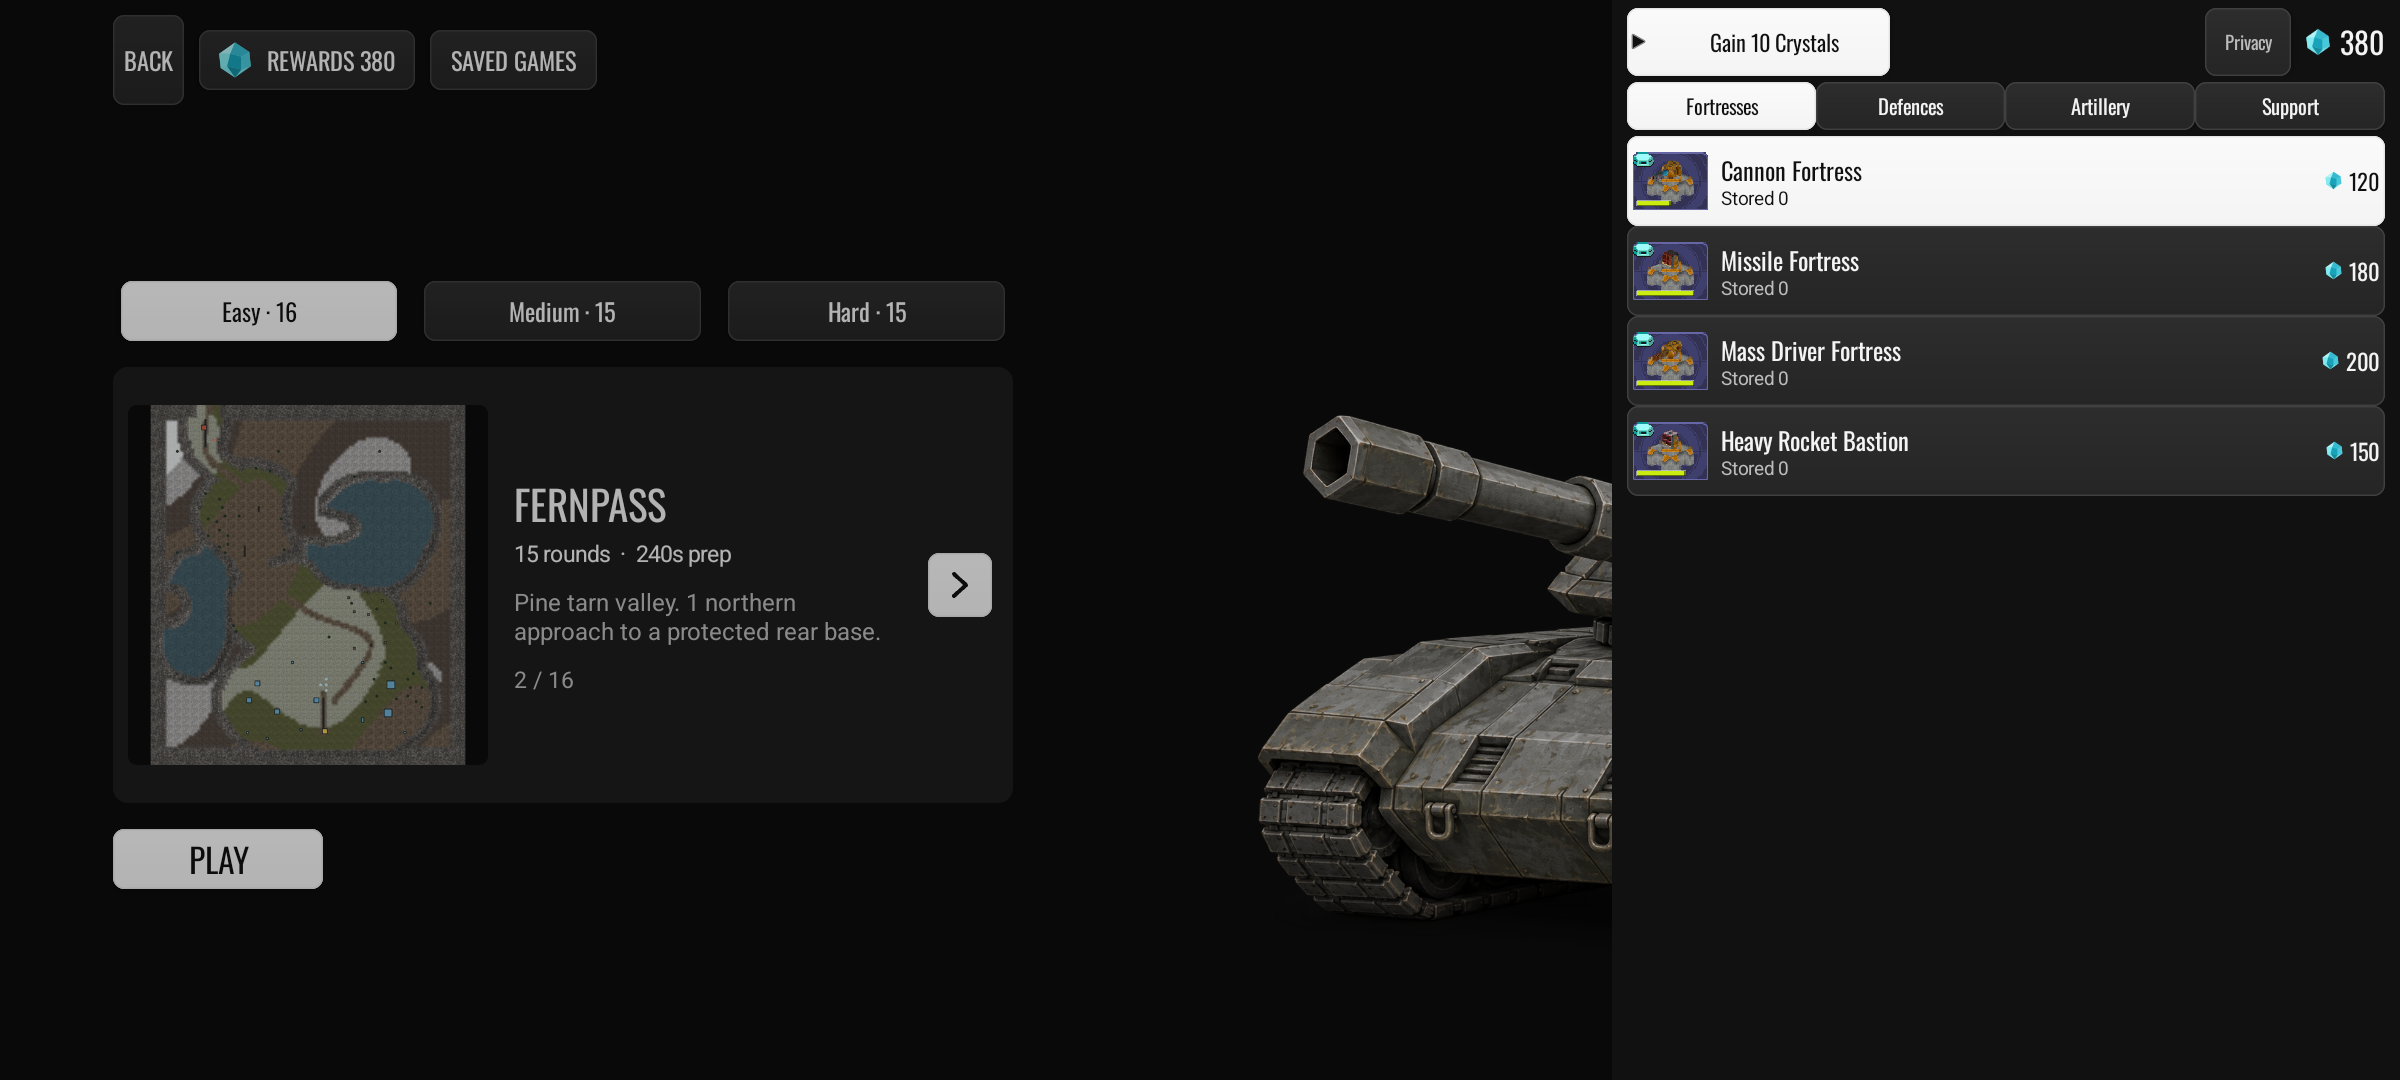 BACK
REWARDS 380
SAVED GAMES
Easy · 16
Medium · 15
Hard · 15
FERNPASS
15 rounds · 240s prep
Pine tarn valley. 1 northern
approach to a protected rear base.
2 / 16
PLAY
Gain 10 Crystals
Privacy
380
Fortresses
Defences
Artillery
Support
Cannon Fortress
Stored 0
120
Missile Fortress
Stored 0
180
Mass Driver Fortress
Stored 0
200
Heavy Rocket Bastion
Stored 0
150